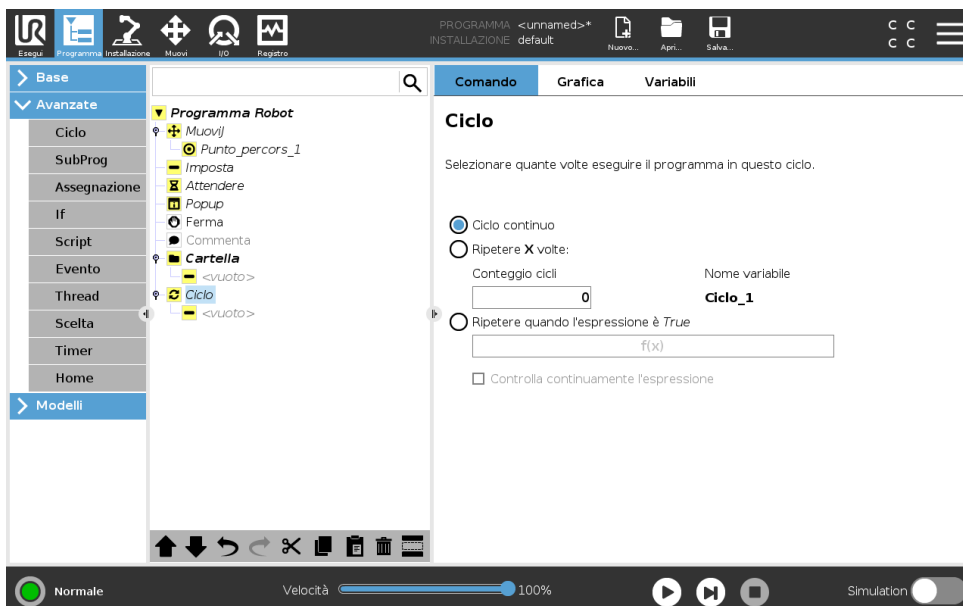 UR
Esegui
Programma
Installazione
Muovi
I/O
Registro
PROGRAMMA <unnamed>*
INSTALLAZIONE default
Nuovo...
Apri...
Salva...
C C
C C
Base
Avanzate
Ciclo
SubProg
Assegnazione
If
Script
Evento
Thread
Scelta
Timer
Home
Modelli
Programma Robot
MuoviJ
Punto_percors_1
Imposta
Attendere
Popup
Ferma
Commenta
Cartella
<vuoto>
Ciclo
<vuoto>
Comando Grafica Variabili
Ciclo
Selezionare quante volte eseguire il programma in questo ciclo.
Ciclo continuo
Ripetere X volte:
Conteggio cicli Nome variabile
0 Ciclo_1
Ripetere quando l'espressione è True
f(x)
Controlla continuamente l'espressione
Normale
Velocità 100%
Simulation